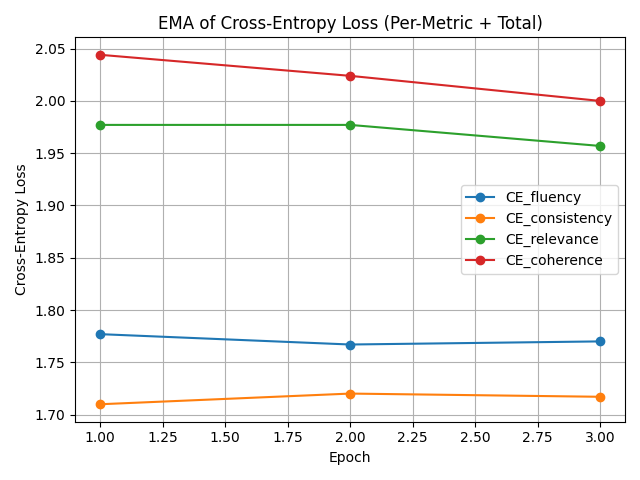 EMA of Cross-Entropy Loss (Per-Metric + Total)
Cross-Entropy Loss
2.05
2.00
1.95
1.90
1.85
1.80
1.75
1.70
CE_fluency
CE_consistency
CE_relevance
CE_coherence
1.00 1.25 1.50 1.75 2.00 2.25 2.50 2.75 3.00
Epoch